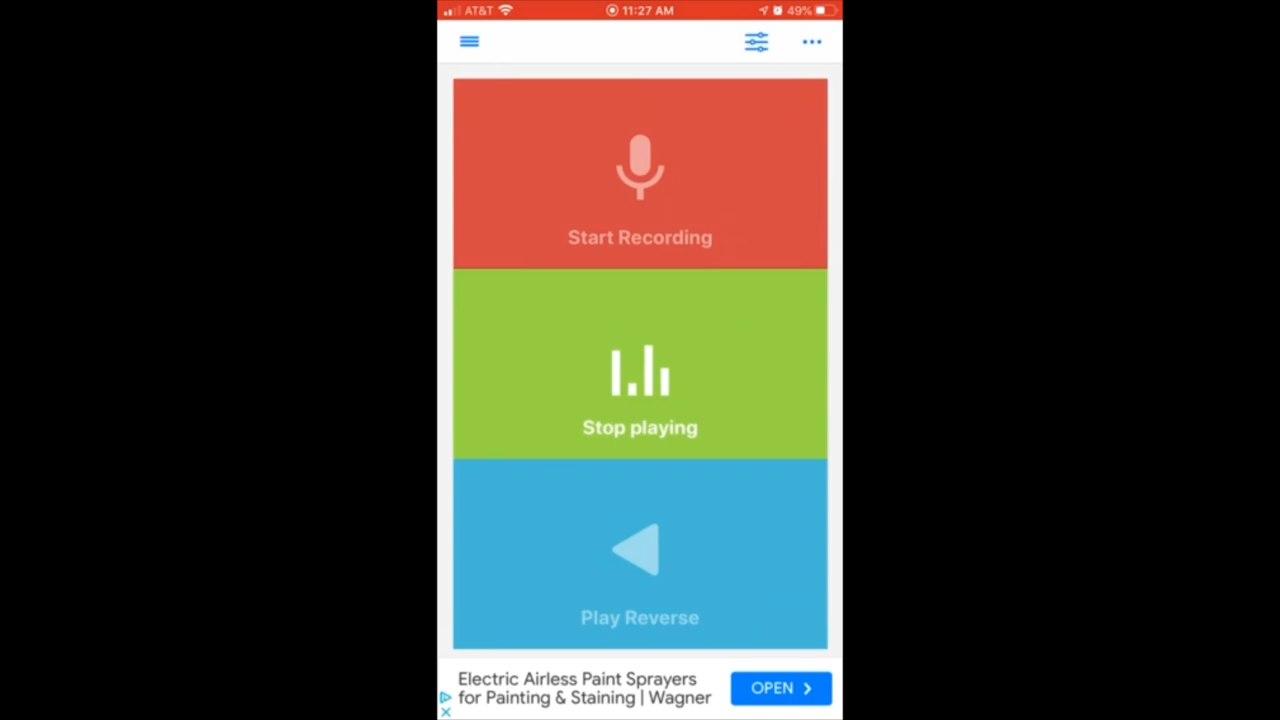 AT&T 11:27 AM 49%
Start Recording
Stop playing
Play Reverse
Electric Airless Paint Sprayers
for Painting & Staining | Wagner
OPEN